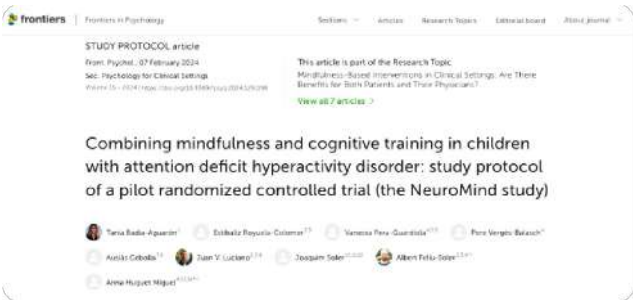 frontiers Frontiers in Psychology Sections Articles Research Topics Editorial board About journal
STUDY PROTOCOL article
Front. Psychol., 07 February 2024
Sec. Psychology for Clinical Settings
Volume 15 - 2024
This article is part of the Research Topic
Mindfulness-Based Interventions in Clinical Settings: Are There
Benefits for Both Patients and Their Physicians?
View all 7 articles >
Combining mindfulness and cognitive training in children
with attention deficit hyperactivity disorder: study protocol
of a pilot randomized controlled trial (the NeuroMind study)
Tania Badia-Aguarón Estíbaliz Royuela-Colomer Vanessa Pera-Guardiola Pere Vergés-Balasch
Ausiàs Cebolla Juan V. Luciano Joaquim Soler Albert Feliu-Soler
Anna Huguet Miguel